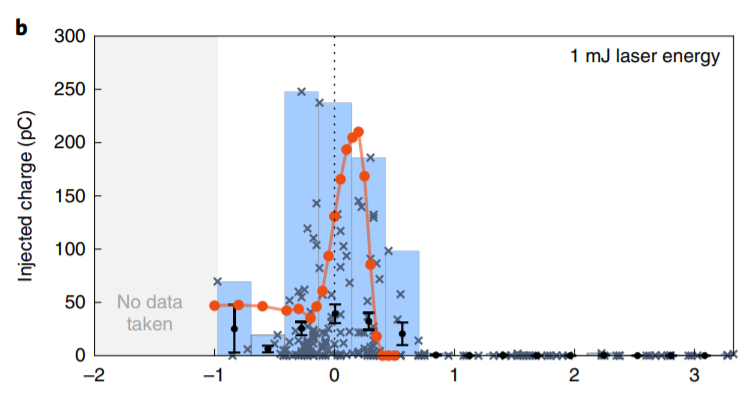 b
300
1 mJ laser energy
250
200
150
100
50
0
Injected charge (pC)
No data
taken
−2 −1 0 1 2 3